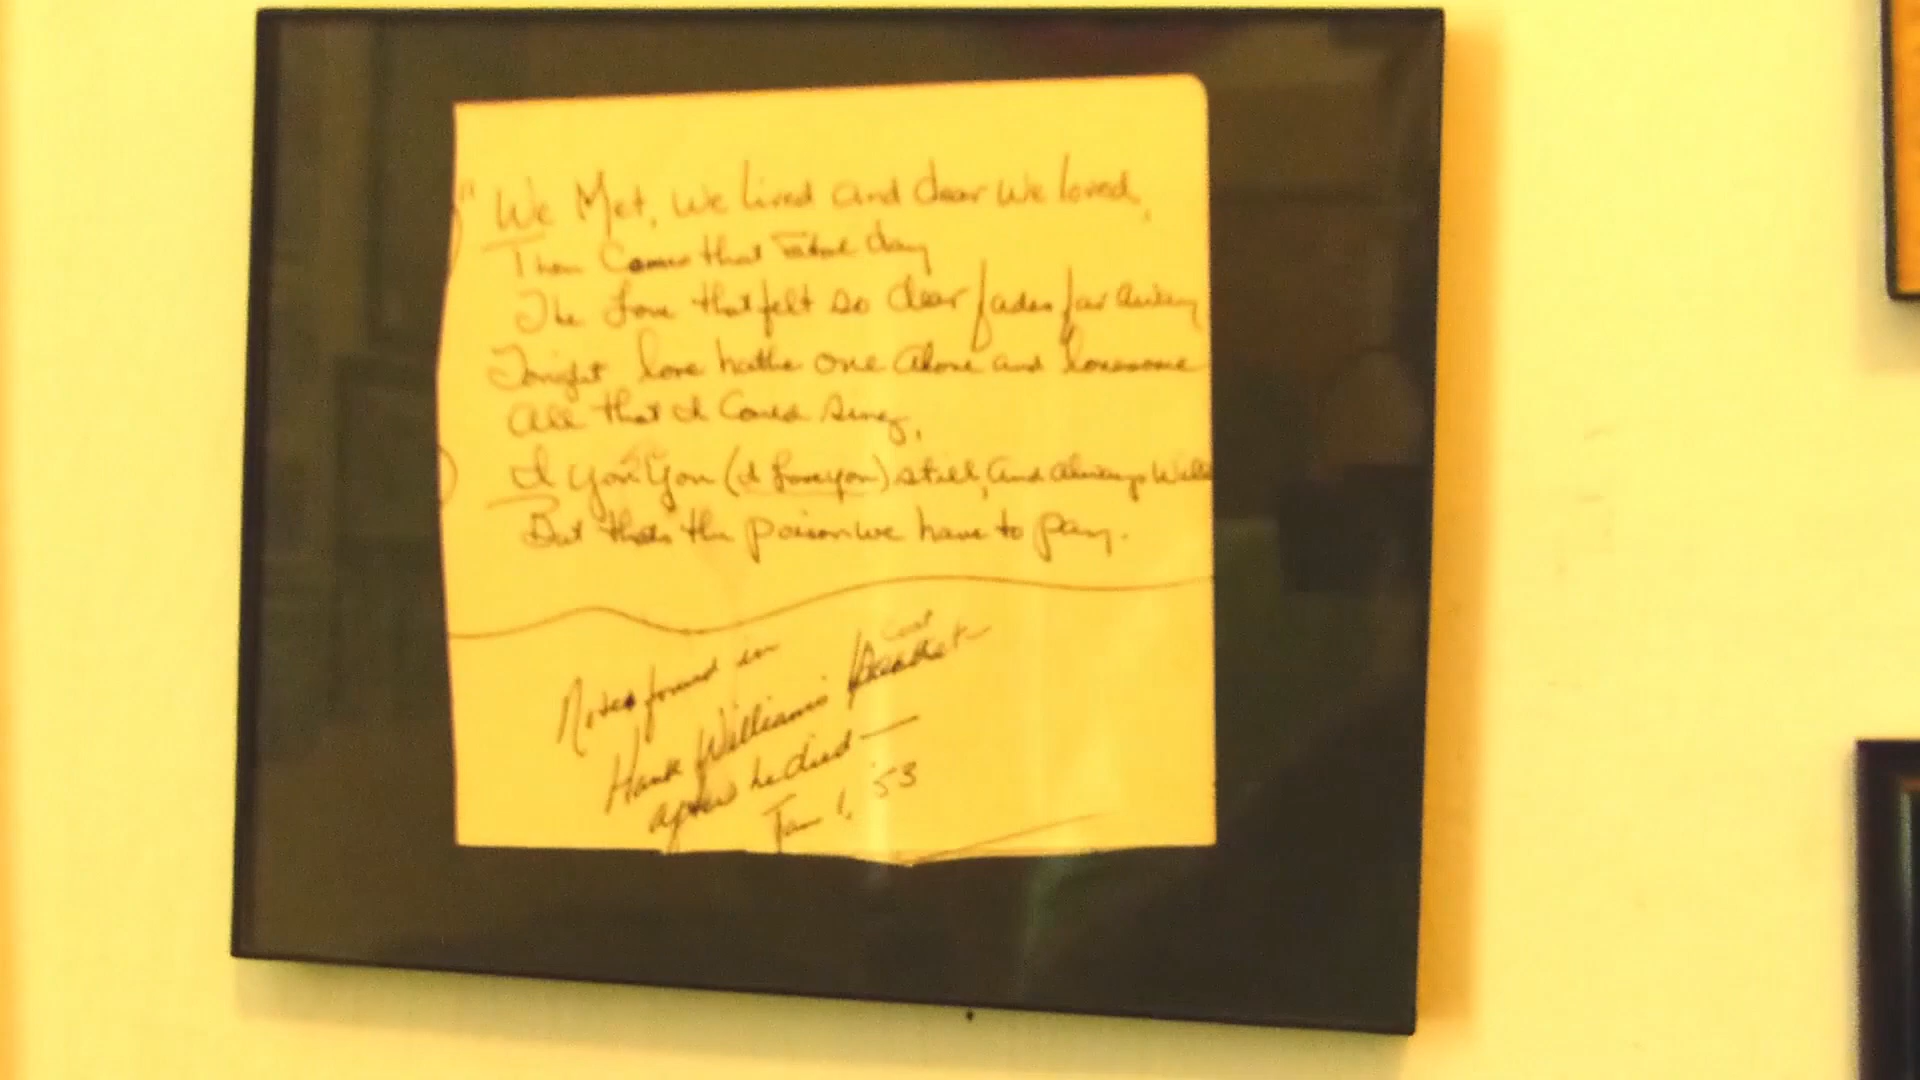 "We Met, We lived and dear we loved,
Then Comes that Fatal day
The Love that felt so dear fades far away
Tonight love hathe one alone and lonesome
All that I Could sing,
I you you (I love you) still, and always will
But that's the poison we have to pay.
Notes found in
Hank Williams coat
after he died —
Jan 1, '53